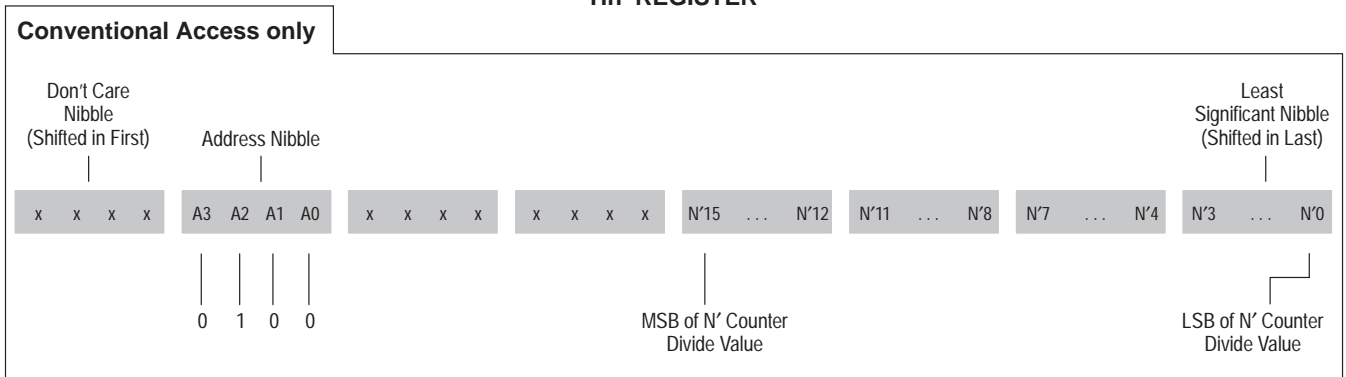 Hn′ REGISTER
Conventional Access only
Don't Care
Nibble
(Shifted in First)
Address Nibble
Least
Significant Nibble
(Shifted in Last)
x x x x A3 A2 A1 A0 x x x x x x x x N′15 ... N′12 N′11 ... N′8 N′7 ... N′4 N′3 ... N′0
0 1 0 0
MSB of N′ Counter
Divide Value
LSB of N′ Counter
Divide Value